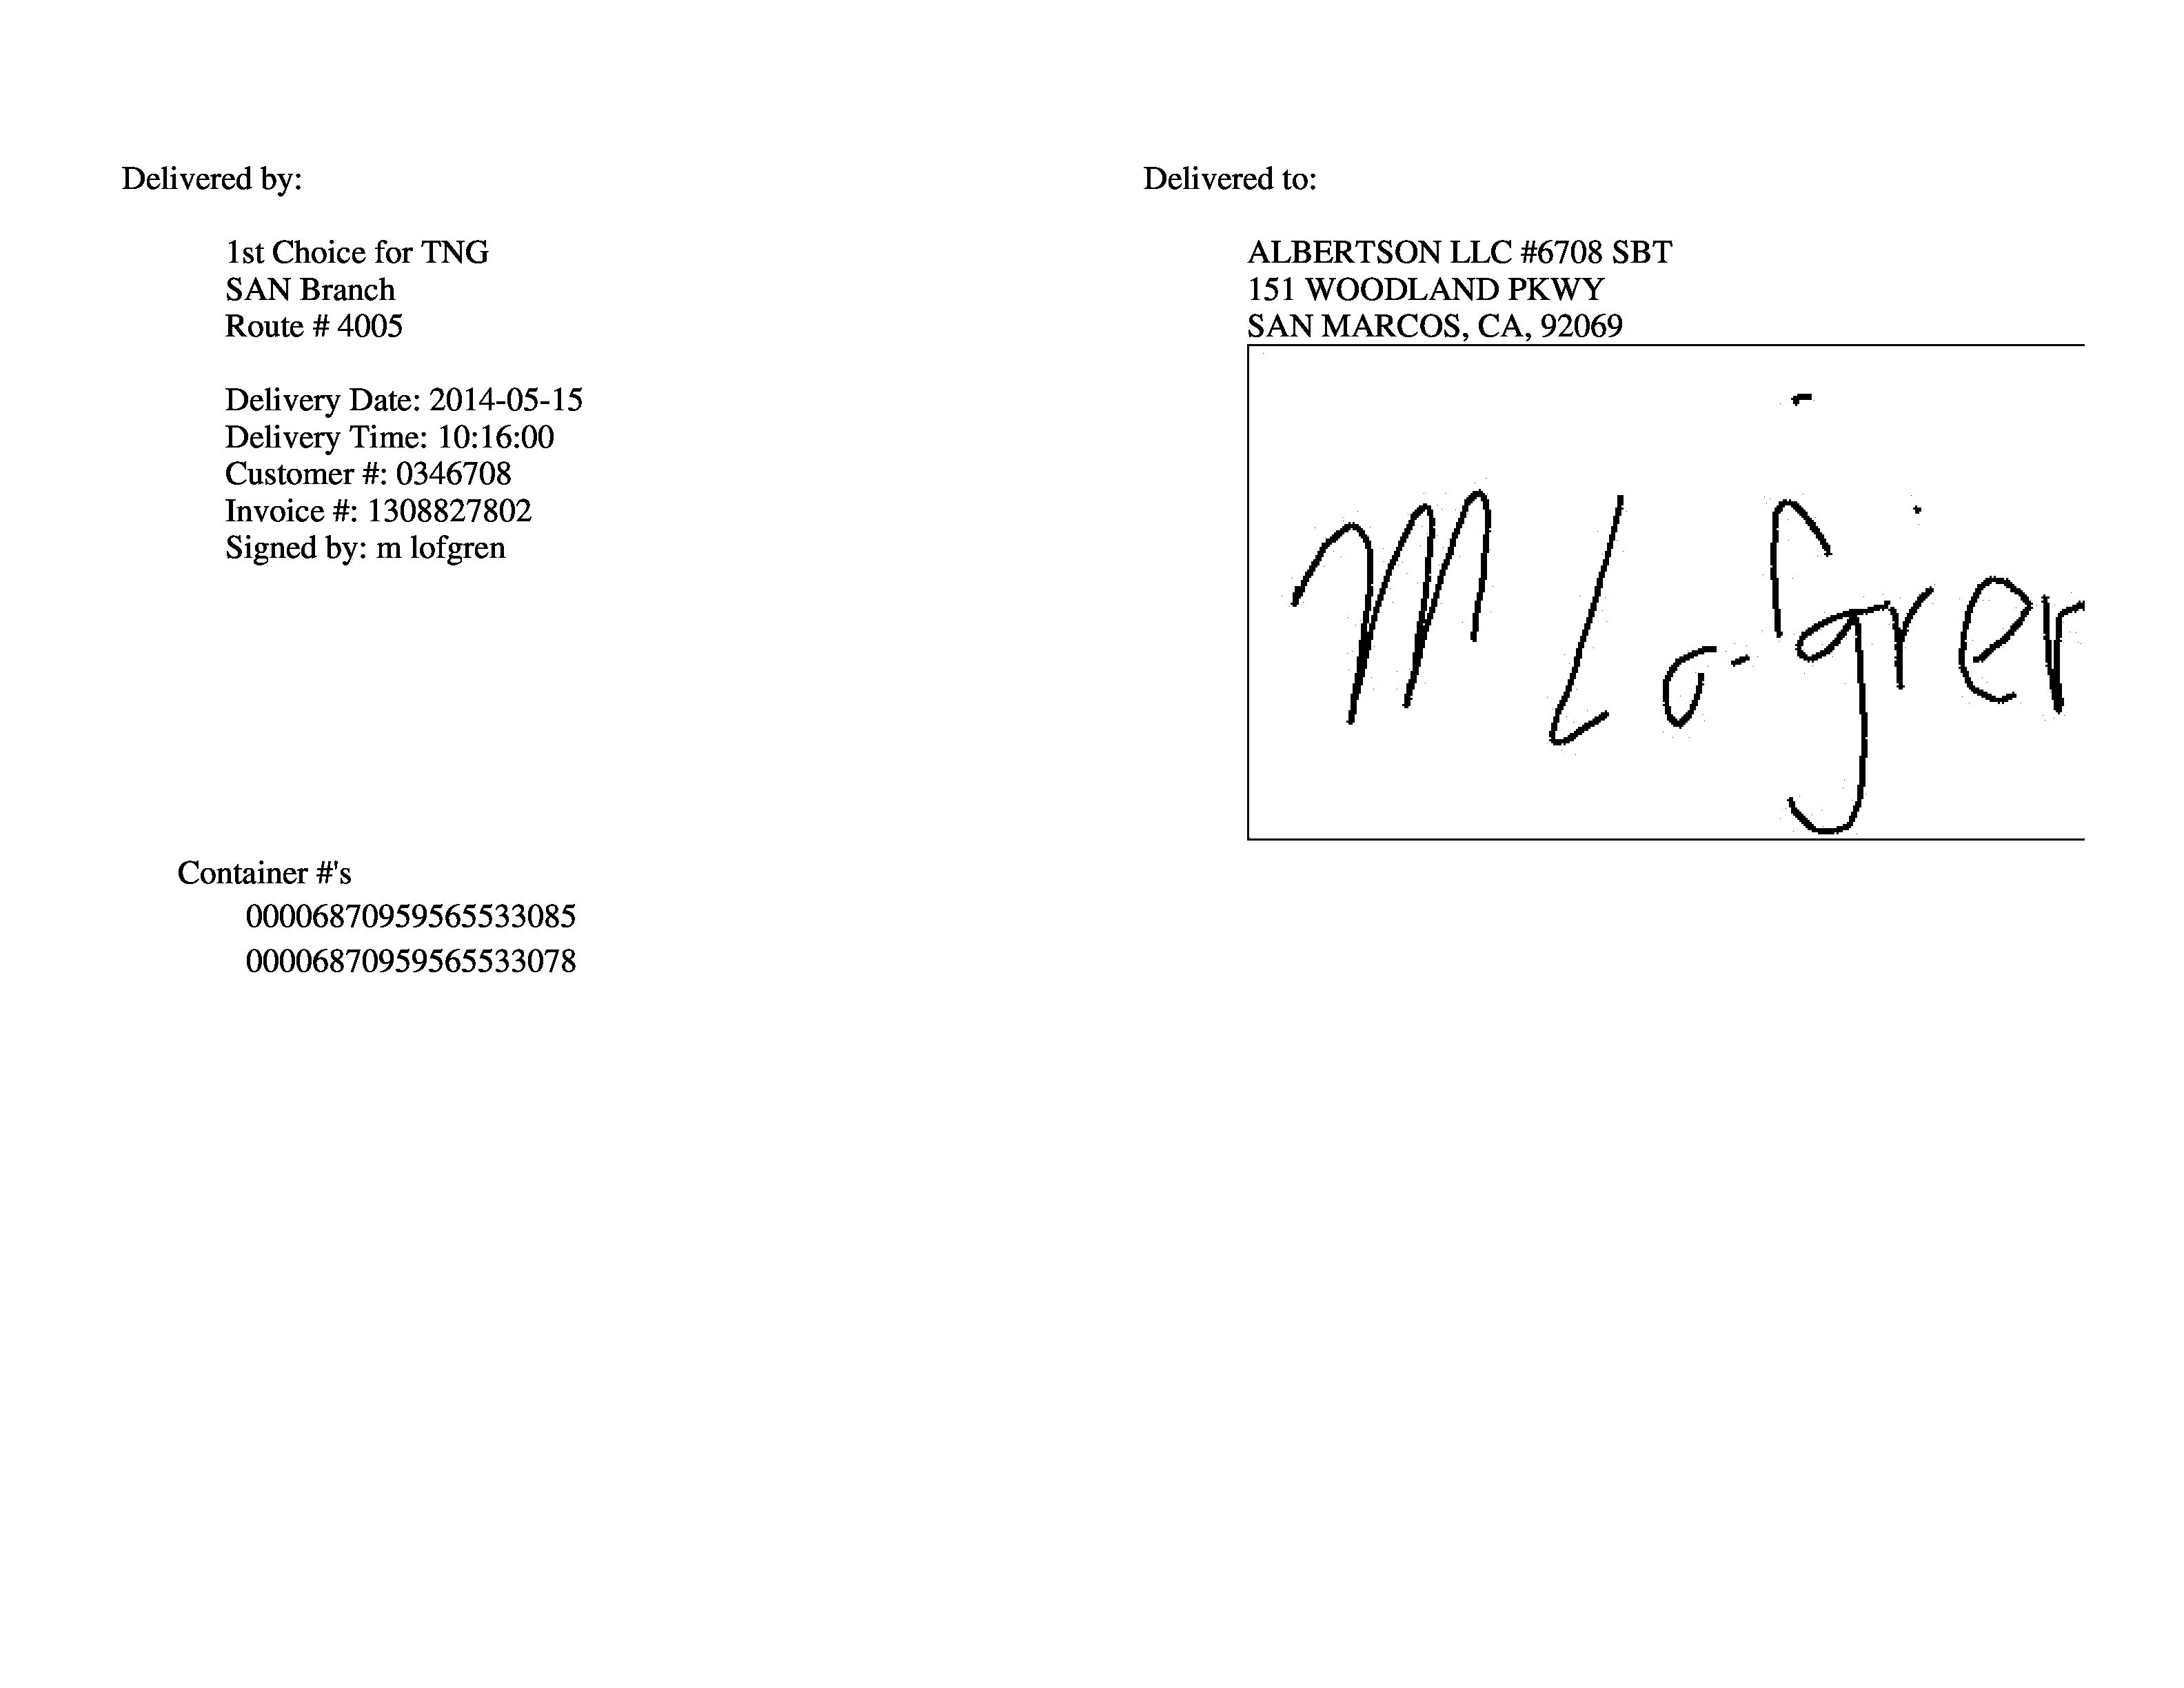 Delivered by:
1st Choice for TNG
SAN Branch
Route # 4005
Delivery Date: 2014-05-15
Delivery Time: 10:16:00
Customer #: 0346708
Invoice #: 1308827802
Signed by: m lofgren
Delivered to:
ALBERTSON LLC #6708 SBT
151 WOODLAND PKWY
SAN MARCOS, CA, 92069
M Lofgren
Container #'s
00006870959565533085
00006870959565533078